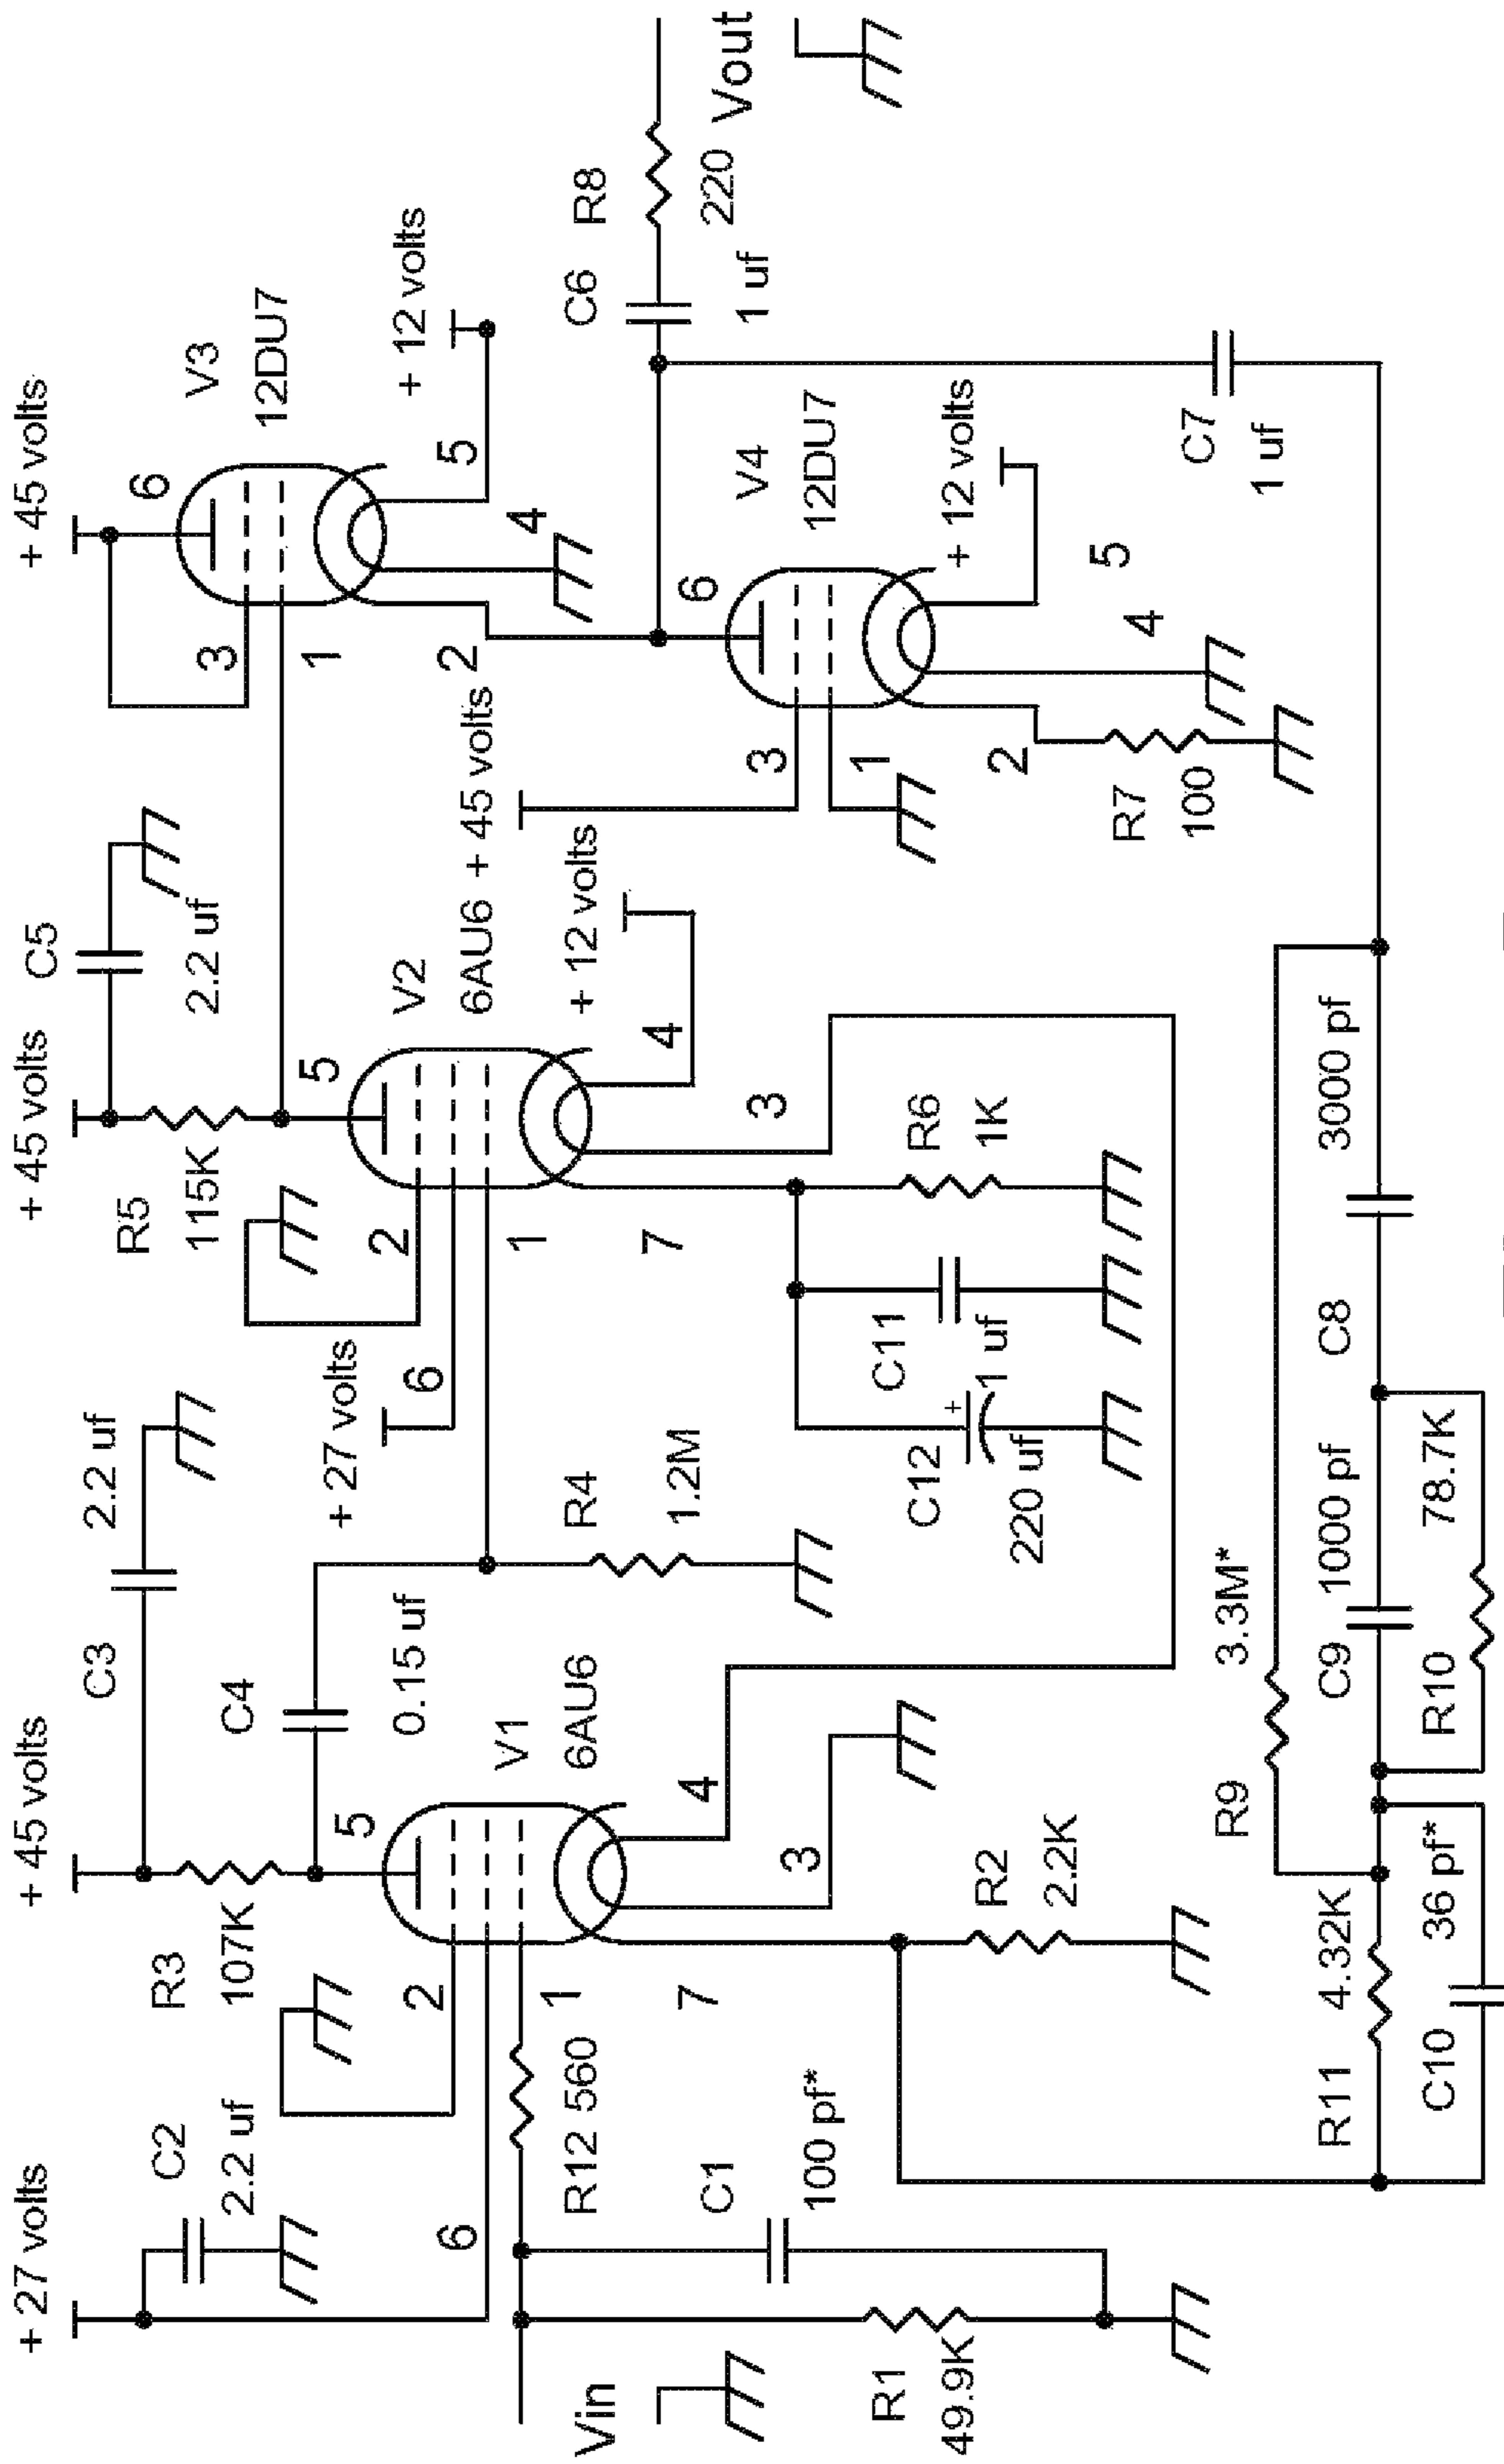 + 27 volts
C2
2.2 uf
+ 45 volts
R3
107K
C3
2.2 uf
C4
0.15 uf
V1
6AU6
5
2
6
1
7
4
3
R12 560
Vin
R1
49.9K
C1
100 pf*
R2
2.2K
+ 45 volts
R5
115K
C5
2.2 uf
V2
6AU6
+ 27 volts
5
2
6
1
7
4
3
+ 12 volts
R4
1.2M
C12
220 uf
+
C11
1 uf
R6
1K
+ 45 volts
V3
12DU7
6
3
1
2
5
4
+ 12 volts
+ 45 volts
V4
12DU7
6
3
1
2
5
4
+ 12 volts
R7
100
C6
1 uf
R8
220
Vout
C7
1 uf
R9
3.3M*
R11
4.32K
C10
36 pf*
C9
1000 pf
R10
78.7K
C8
3000 pf